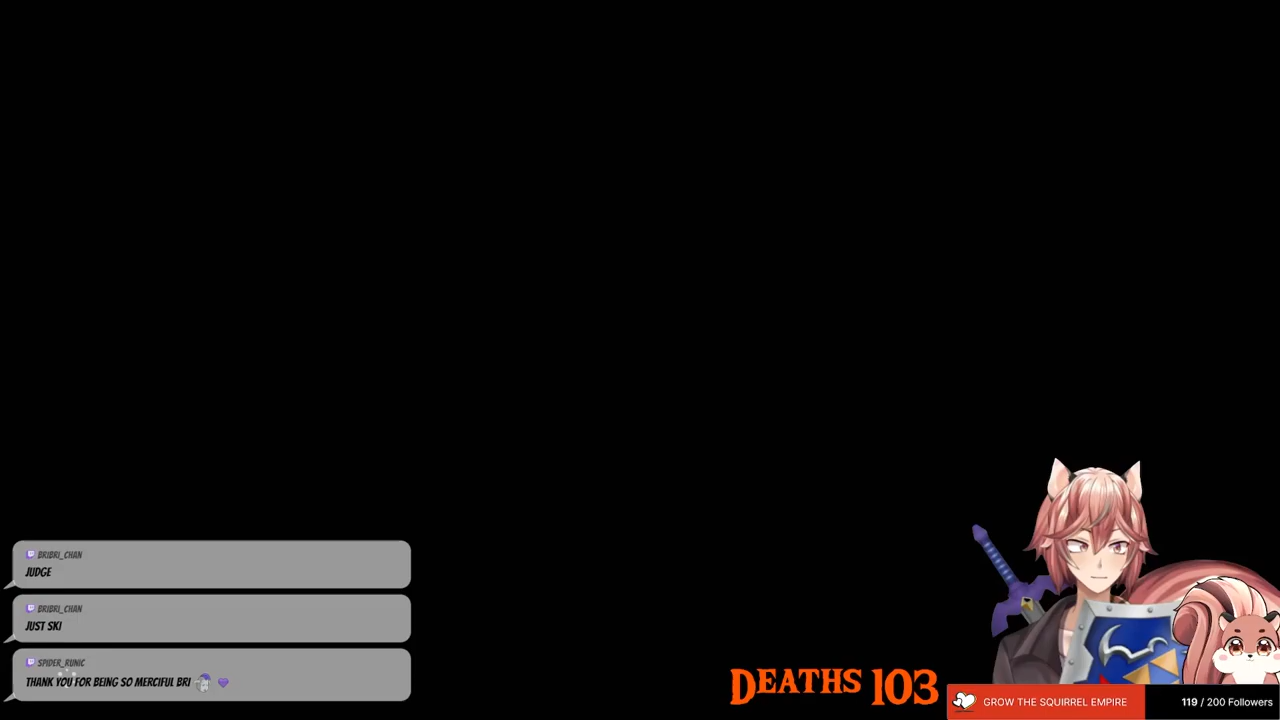 BRIBRI_CHAN
JUDGE
BRIBRI_CHAN
JUST SKI
SPIDER_RUNIC
THANK YOU FOR BEING SO MERCIFUL BRI
DEATHS 103
GROW THE SQUIRREL EMPIRE 119 / 200 Followers